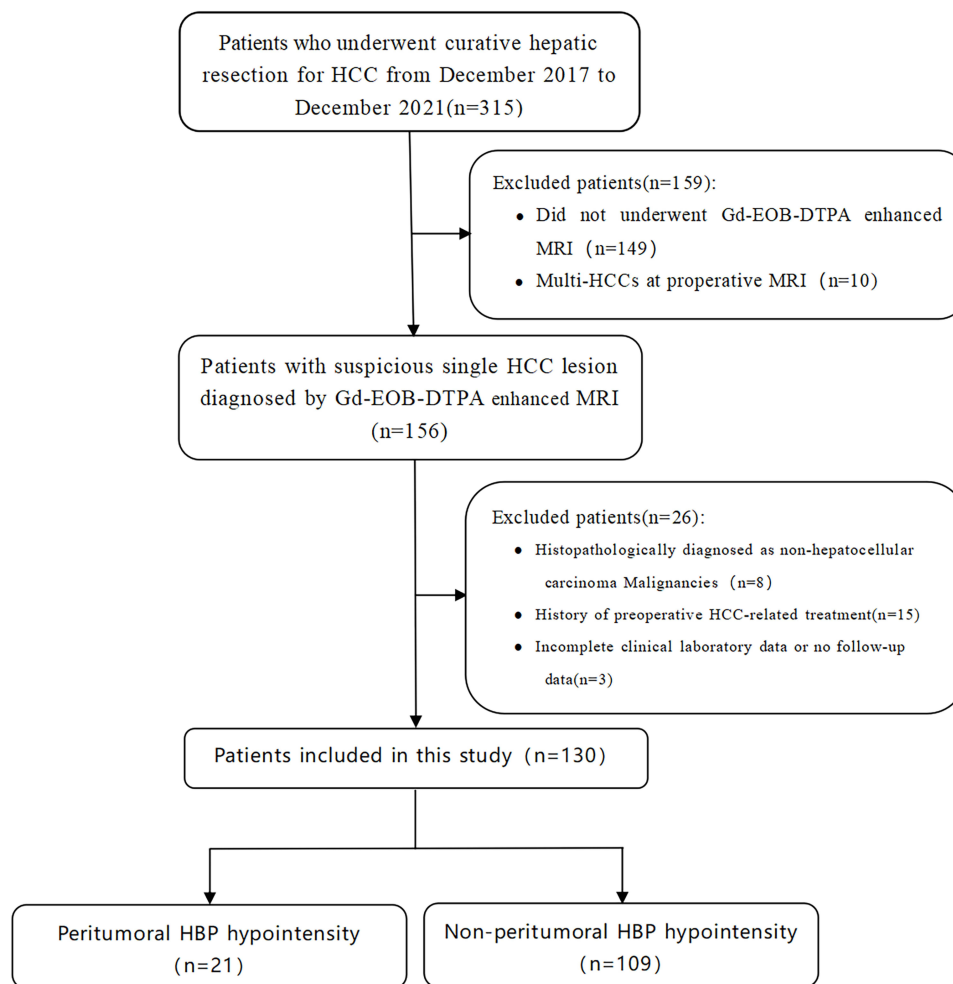 Patients who underwent curative hepatic
resection for HCC from December 2017 to
December 2021(n=315)
Excluded patients(n=159):
● Did not underwent Gd-EOB-DTPA enhanced
MRI（n=149)
● Multi-HCCs at properative MRI（n=10)
Patients with suspicious single HCC lesion
diagnosed by Gd-EOB-DTPA enhanced MRI
(n=156)
Excluded patients(n=26):
● Histopathologically diagnosed as non-hepatocellular
carcinoma Malignancies（n=8)
● History of preoperative HCC-related treatment(n=15)
● Incomplete clinical laboratory data or no follow-up
data(n=3)
Patients included in this study（n=130)
Peritumoral HBP hypointensity
(n=21)
Non-peritumoral HBP hypointensity
(n=109)